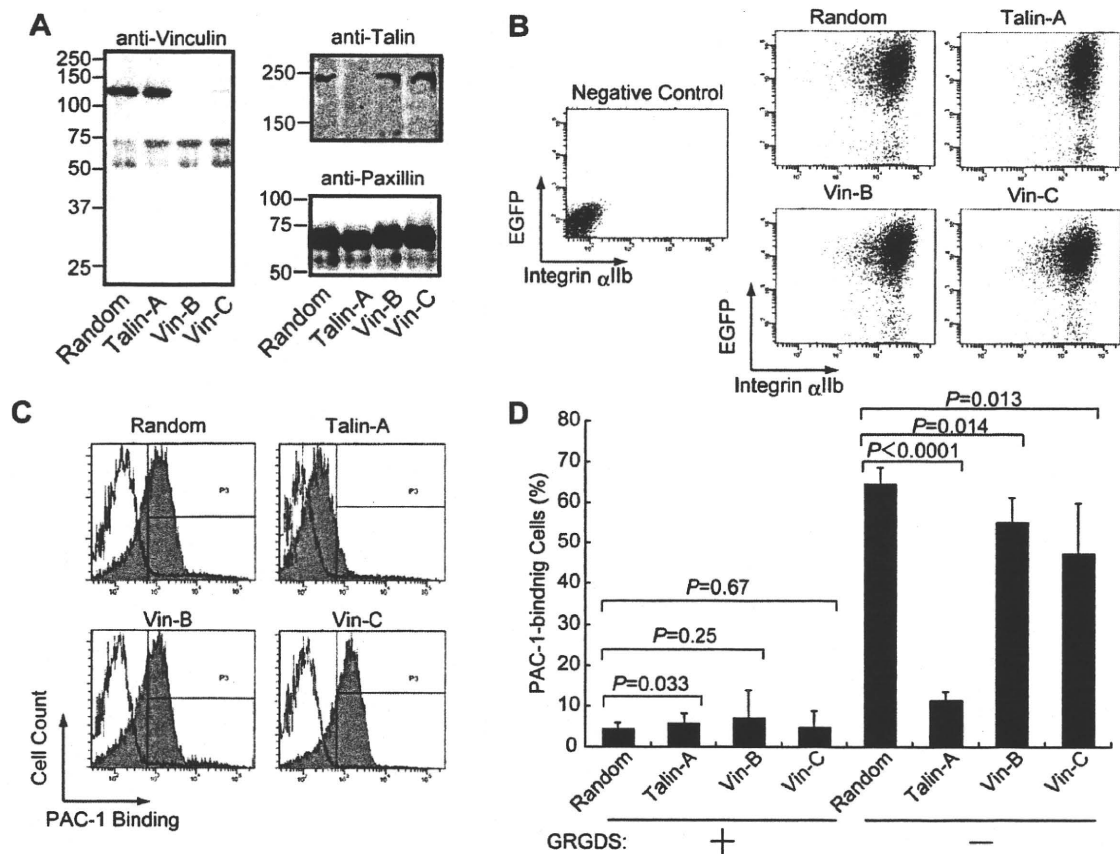 A
anti-Vinculin
250
150
100
75
50
37
25
Random
Talin-A
Vin-B
Vin-C
anti-Talin
250
150
anti-Paxillin
100
75
50
Random
Talin-A
Vin-B
Vin-C
B
Negative Control
EGFP
Integrin αIIb
Random
Talin-A
Vin-B
Vin-C
EGFP
Integrin αIIb
C
Random
Talin-A
P3
P3
Vin-B
Vin-C
P3
P3
Cell Count
PAC-1 Binding
D
PAC-1-bindnig Cells (%)
80
70
60
50
40
30
20
10
0
P=0.67
P=0.25
P=0.033
P=0.013
P=0.014
P<0.0001
Random
Talin-A
Vin-B
Vin-C
Random
Talin-A
Vin-B
Vin-C
GRGDS: + −